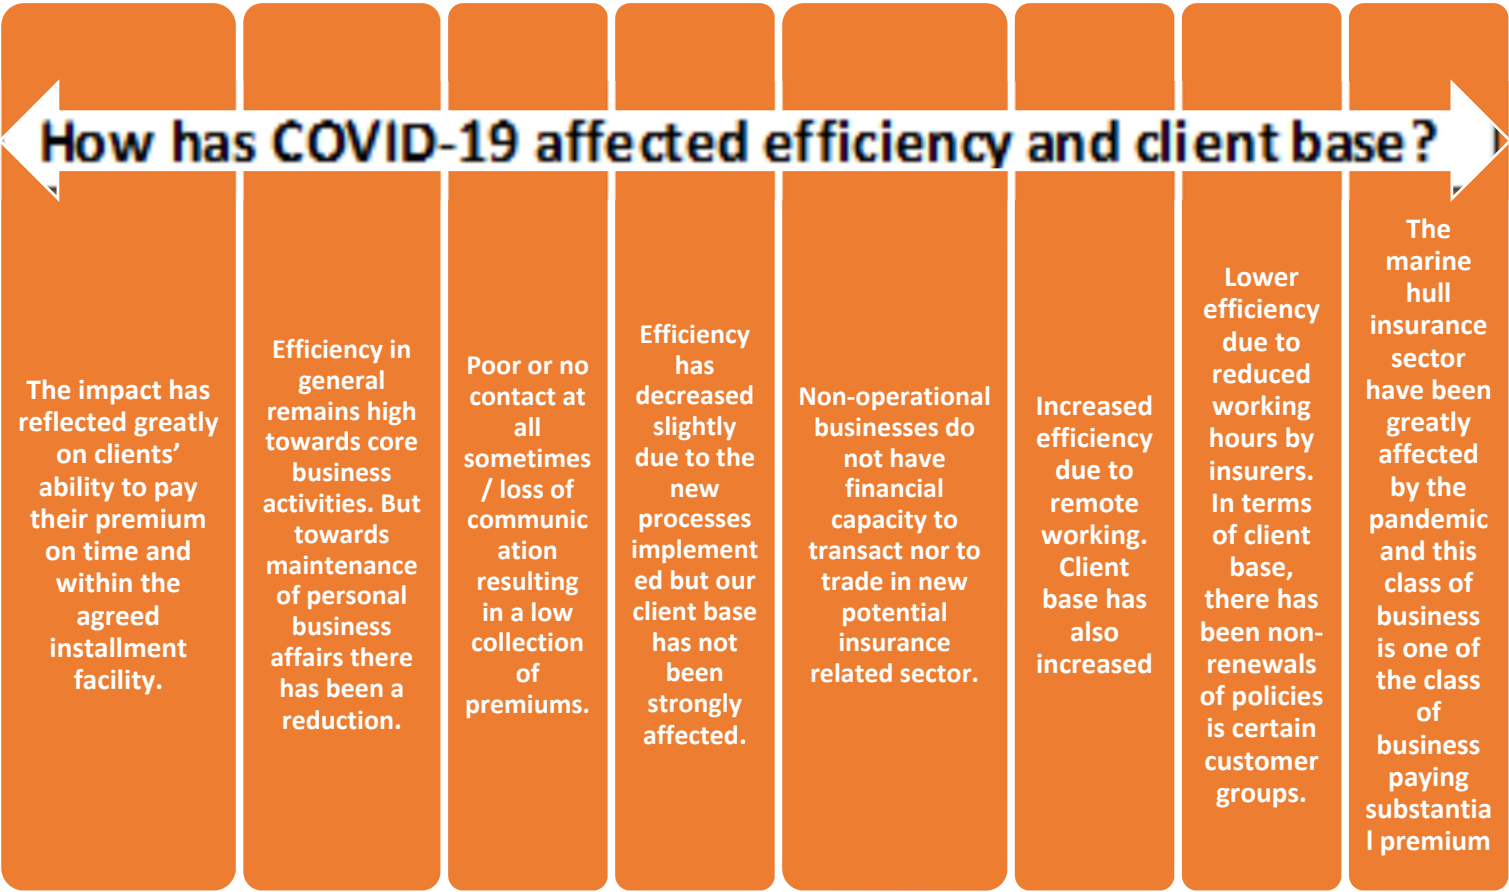 How has COVID-19 affected efficiency and client base?
The impact has
reflected greatly
on clients’
ability to pay
their premium
on time and
within the
agreed
installment
facility.
Efficiency in
general
remains high
towards core
business
activities. But
towards
maintenance
of personal
business
affairs there
has been a
reduction.
Poor or no
contact at
all
sometimes
/ loss of
communic
ation
resulting
in a low
collection
of
premiums.
Efficiency
has
decreased
slightly
due to the
new
processes
implement
ed but our
client base
has not
been
strongly
affected.
Non-operational
businesses do
not have
financial
capacity to
transact nor to
trade in new
potential
insurance
related sector.
Increased
efficiency
due to
remote
working.
Client
base has
also
increased
Lower
efficiency
due to
reduced
working
hours by
insurers.
In terms
of client
base,
there has
been non-
renewals
of policies
is certain
customer
groups.
The
marine
hull
insurance
sector
have been
greatly
affected
by the
pandemic
and this
class of
business
is one of
the class
of
business
paying
substantia
l premium